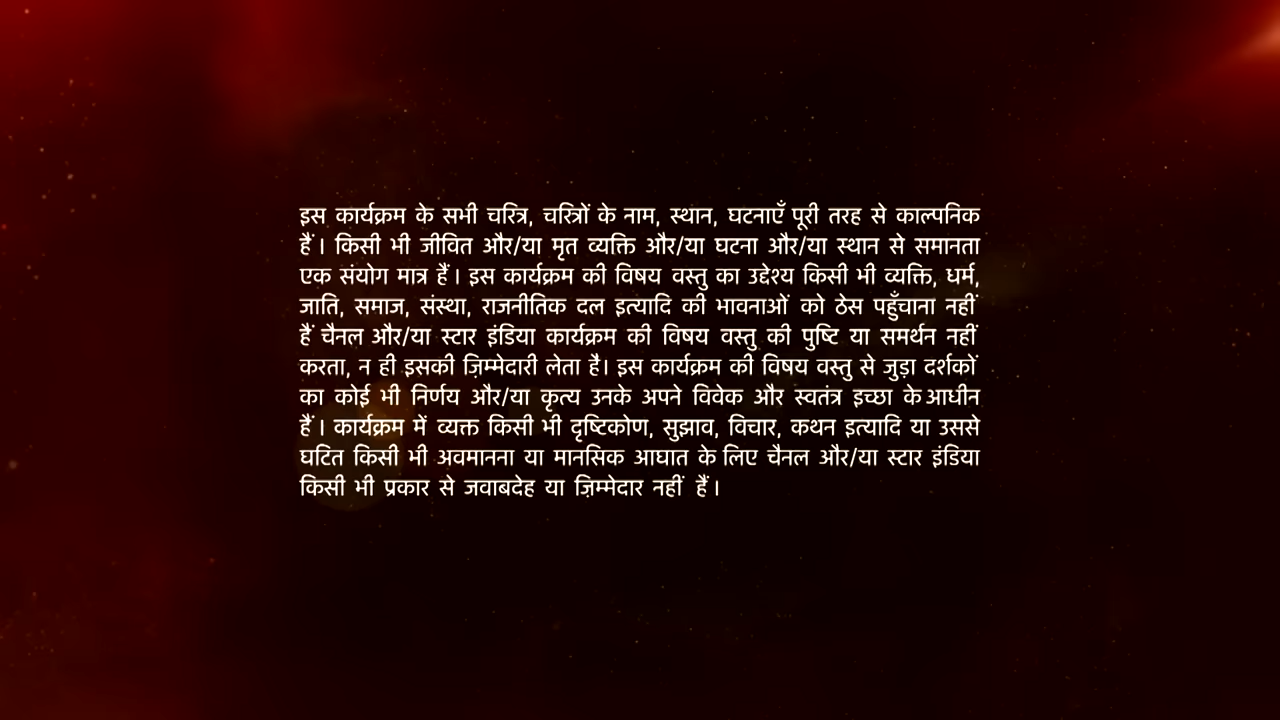 इस कार्यक्रम के सभी चरित्र, चरित्रों के नाम, स्थान, घटनाएँ पूरी तरह से काल्पनिक
हैं। किसी भी जीवित और/या मृत व्यक्ति और/या घटना और/या स्थान से समानता
एक संयोग मात्र हैं। इस कार्यक्रम की विषय वस्तु का उद्देश्य किसी भी व्यक्ति, धर्म,
जाति, समाज, संस्था, राजनीतिक दल इत्यादि की भावनाओं को ठेस पहुँचाना नहीं
हैं चैनल और/या स्टार इंडिया कार्यक्रम की विषय वस्तु की पुष्टि या समर्थन नहीं
करता, न ही इसकी ज़िम्मेदारी लेता है। इस कार्यक्रम की विषय वस्तु से जुड़ा दर्शकों
का कोई भी निर्णय और/या कृत्य उनके अपने विवेक और स्वतंत्र इच्छा के आधीन
हैं। कार्यक्रम में व्यक्त किसी भी दृष्टिकोण, सुझाव, विचार, कथन इत्यादि या उससे
घटित किसी भी अवमानना या मानसिक आघात के लिए चैनल और/या स्टार इंडिया
किसी भी प्रकार से जवाबदेह या ज़िम्मेदार नहीं हैं।